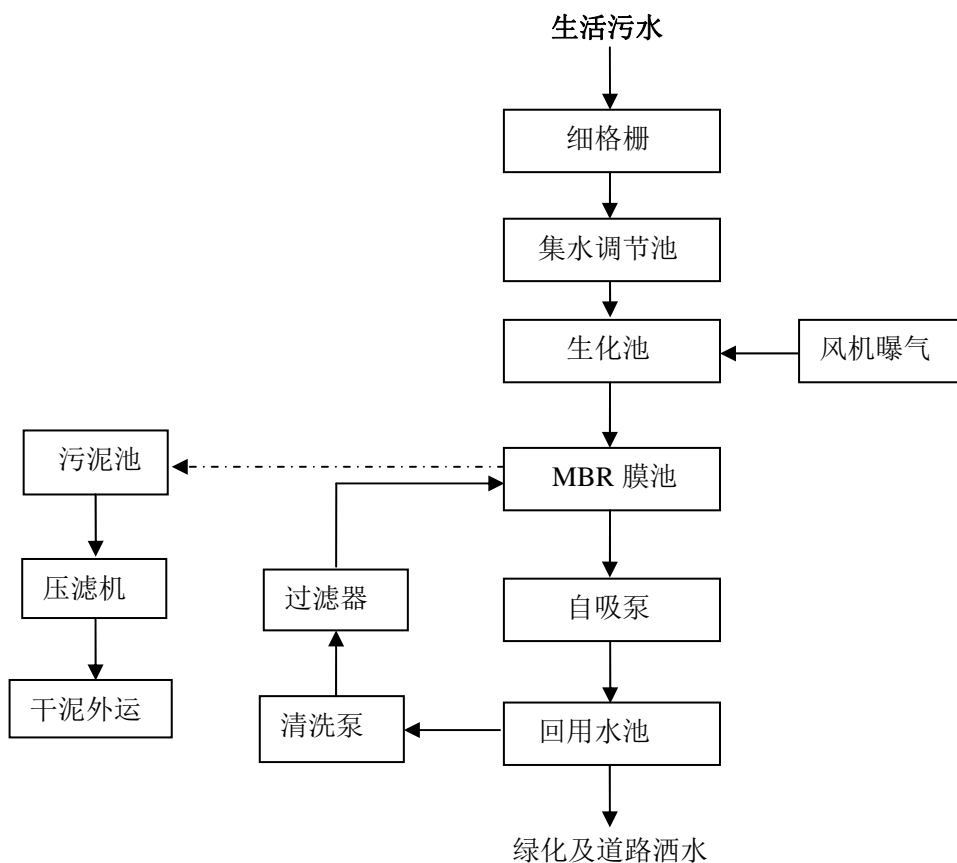 生活污水
细格栅
集水调节池
生化池
风机曝气
污泥池
MBR 膜池
压滤机
过滤器
自吸泵
干泥外运
清洗泵
回用水池
绿化及道路洒水